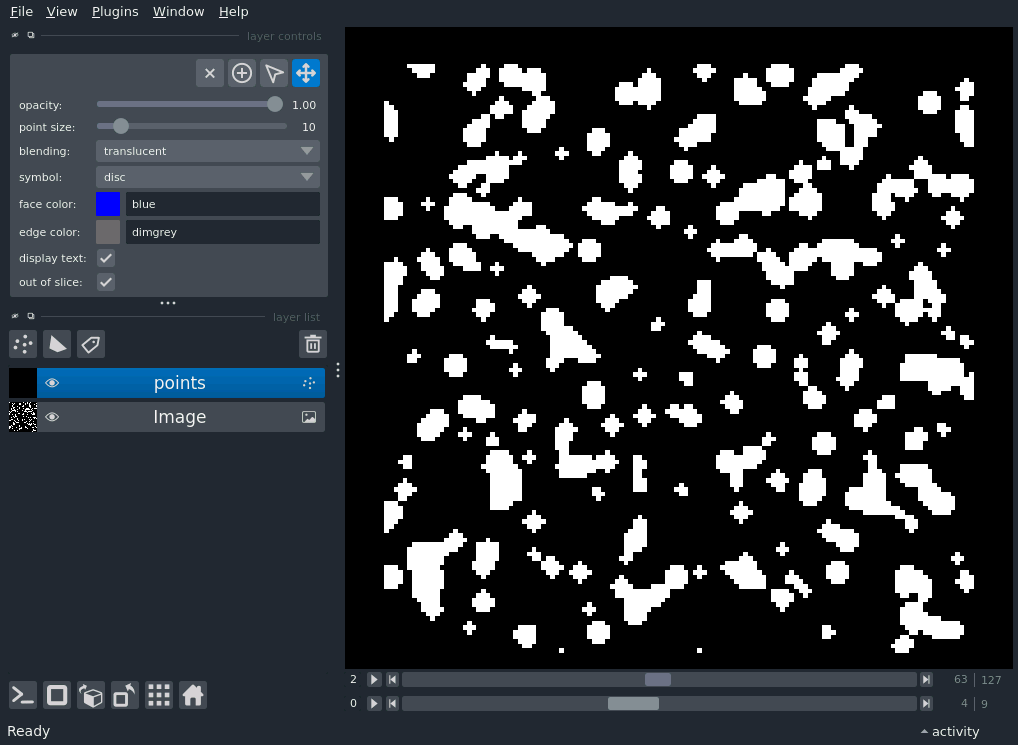 File View Plugins Window Help
layer controls
opacity: 1.00
point size: 10
blending: translucent
symbol: disc
face color: blue
edge color: dimgrey
display text:
out of slice:
layer list
points
Image
2 63 127
0 4 9
Ready activity